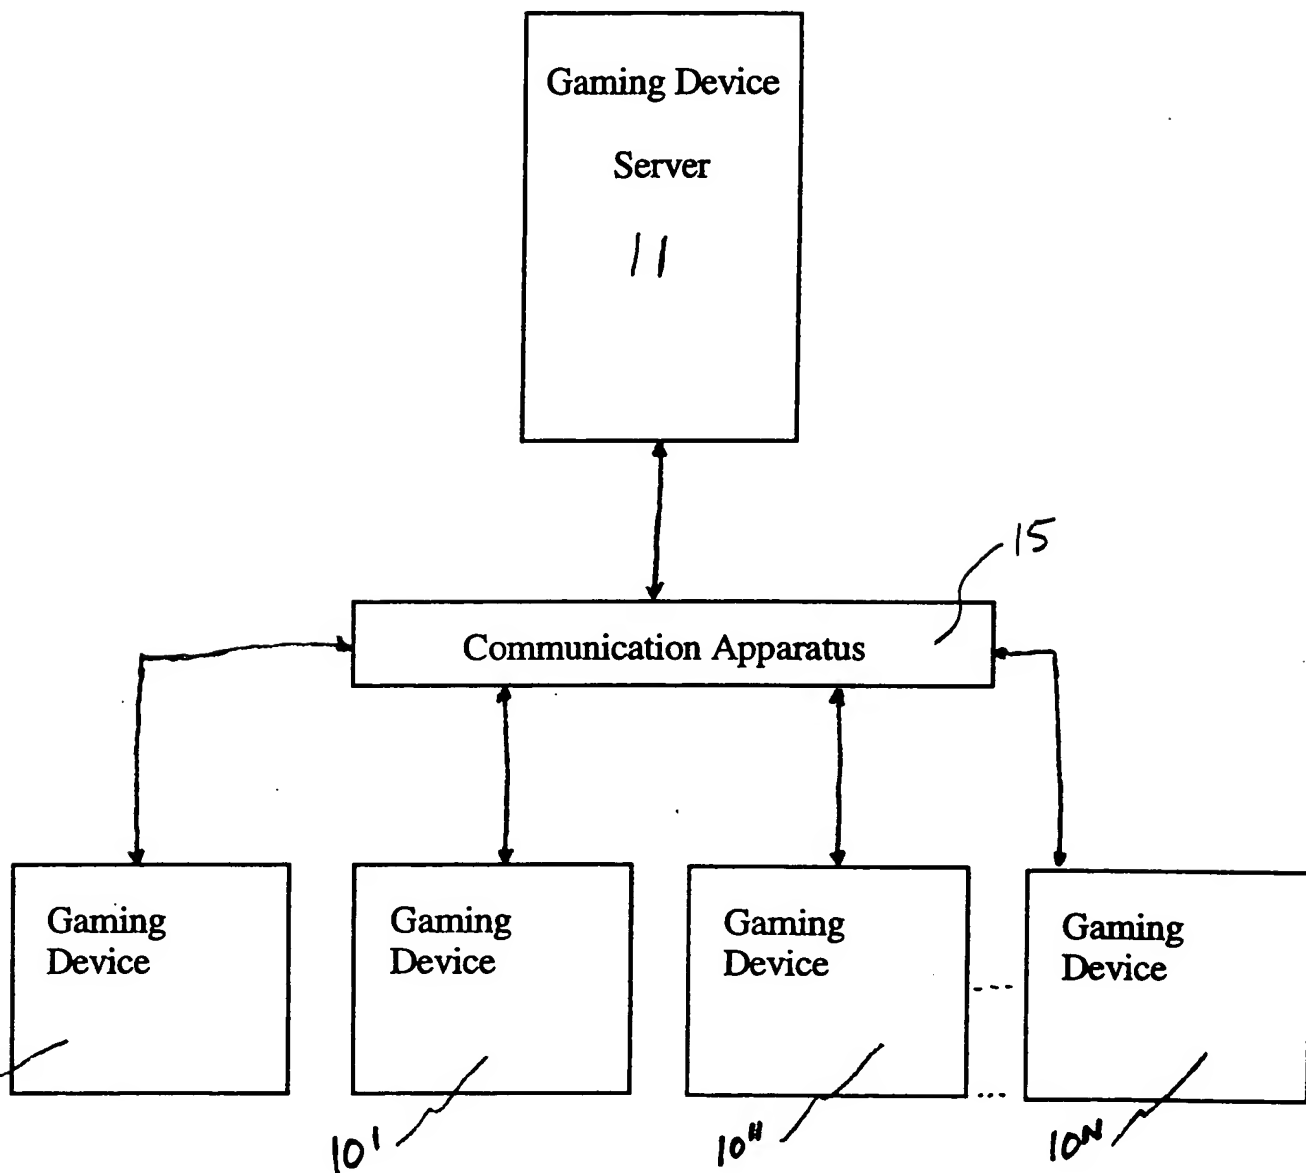 Gaming Device
Server
11
15
Communication Apparatus
Gaming
Device
Gaming
Device
Gaming
Device
Gaming
Device
10'
10"
10ᴺ